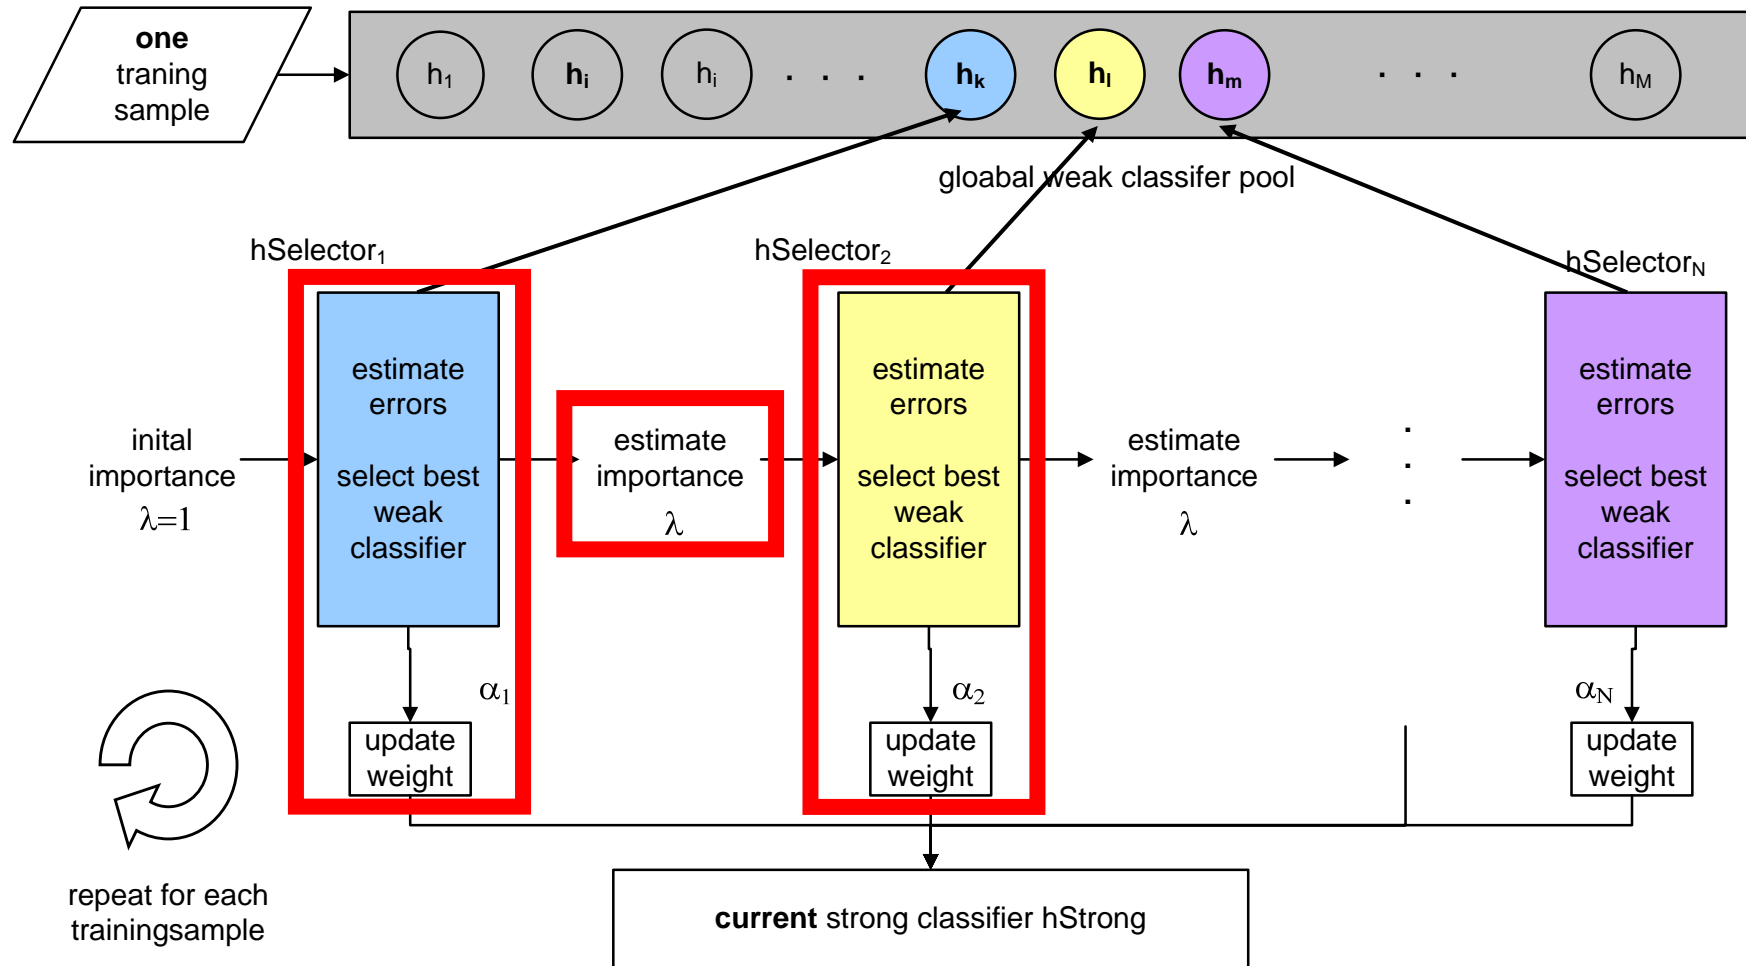 one
traning
sample
h1
hi
hi
. . .
hk
hl
hm
. . .
hM
gloabal weak classifer pool
hSelector1
hSelector2
hSelectorN
inital
importance
λ=1
estimate
errors
select best
weak
classifier
estimate
importance
λ
estimate
errors
select best
weak
classifier
estimate
importance
λ
. . .
estimate
errors
select best
weak
classifier
α1
α2
αN
update
weight
update
weight
update
weight
repeat for each
trainingsample
current strong classifier hStrong